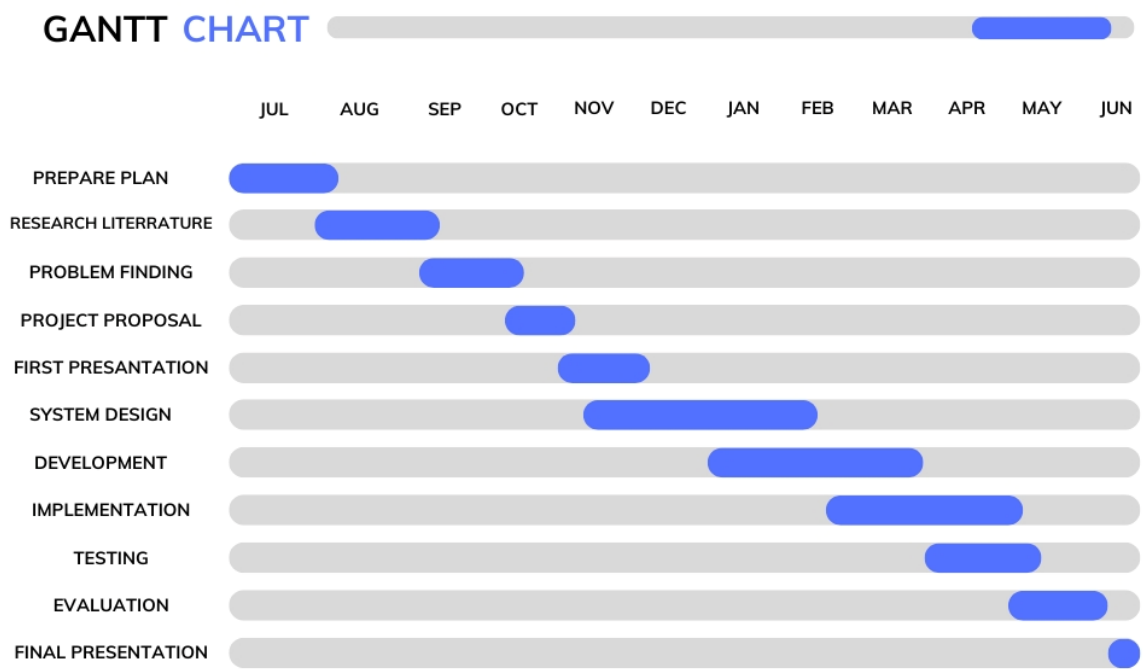 GANTT CHART
JUL AUG SEP OCT NOV DEC JAN FEB MAR APR MAY JUN
PREPARE PLAN
RESEARCH LITERRATURE
PROBLEM FINDING
PROJECT PROPOSAL
FIRST PRESANTATION
SYSTEM DESIGN
DEVELOPMENT
IMPLEMENTATION
TESTING
EVALUATION
FINAL PRESENTATION